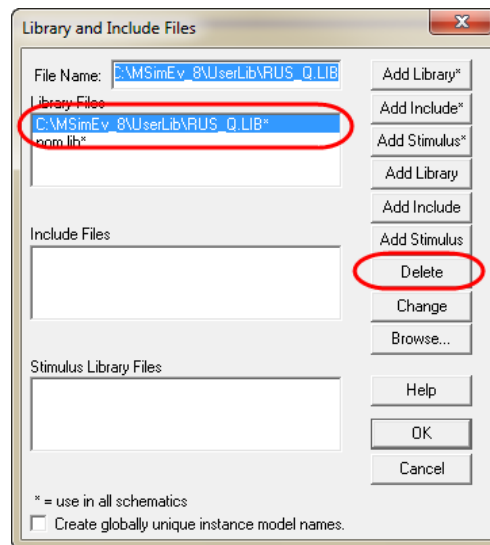 Library and Include Files
File Name: C:\MSimEv_8\UserLib\RUS_Q.LIB
Library Files
C:\MSimEv_8\UserLib\RUS_Q.LIB*
nom.lib*
Include Files
Stimulus Library Files
Add Library*
Add Include*
Add Stimulus*
Add Library
Add Include
Add Stimulus
Delete
Change
Browse...
Help
OK
Cancel
* = use in all schematics
Create globally unique instance model names.